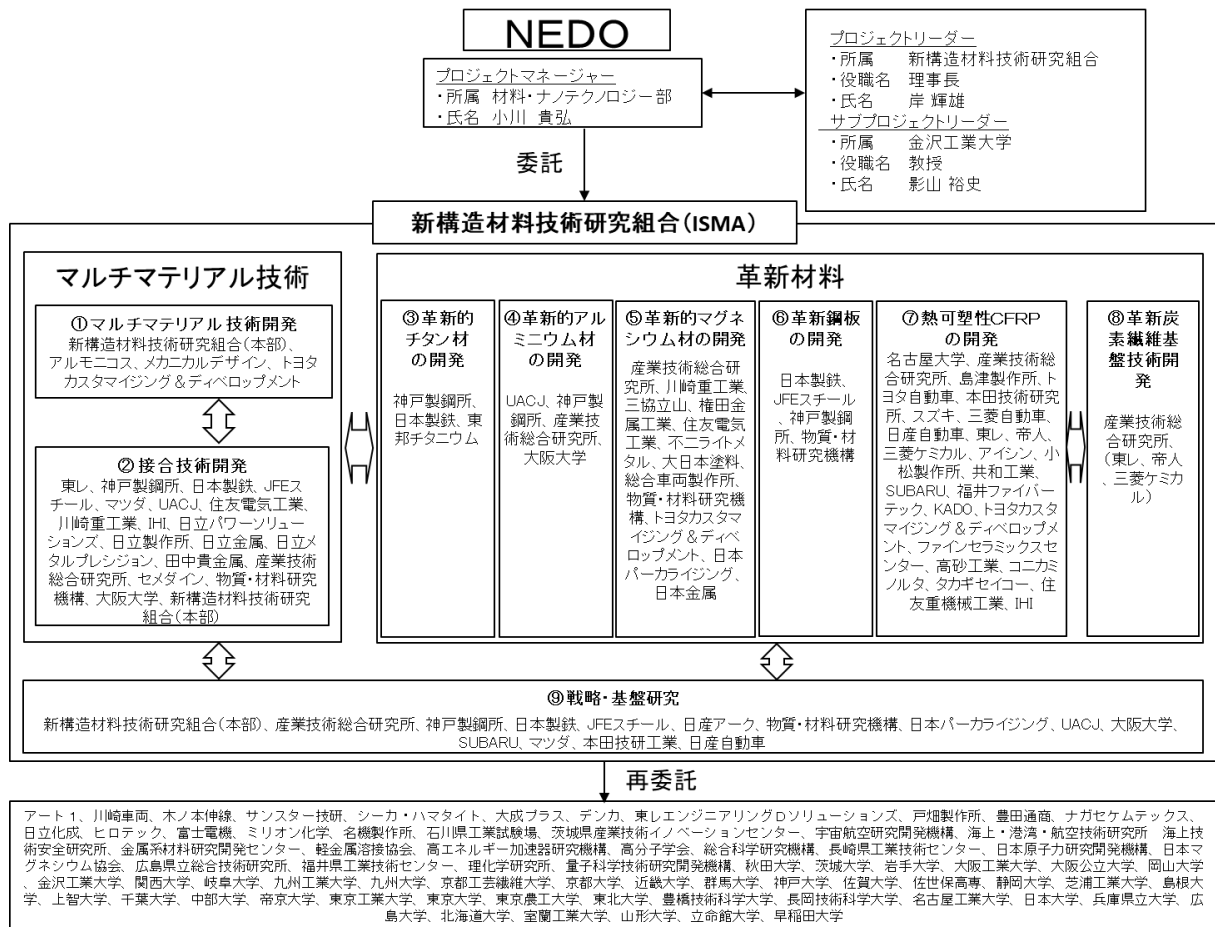 NEDO
プロジェクトマネージャー
・所属 材料・ナノテクノロジー部
・氏名 小川 貴弘
プロジェクトリーダー
・所属 新構造材料技術研究組合
・役職名 理事長
・氏名 岸 輝雄
サブプロジェクトリーダー
・所属 金沢工業大学
・役職名 教授
・氏名 影山 裕史
委託
新構造材料技術研究組合(ISMA)
マルチマテリアル技術
①マルチマテリアル技術開発
新構造材料技術研究組合(本部)、
アルモニコス、メカニカルデザイン、トヨタ
カスタマイジング&ディベロップメント
②接合技術開発
東レ、神戸製鋼所、日本製鉄、JFEス
チール、マツダ、UACJ、住友電気工業、
川崎重工業、IHI、日立パワーソリュー
ションズ、日立製作所、日立金属、日立メ
タルプレシジョン、田中貴金属、産業技術
総合研究所、セメダイン、物質・材料研究
機構、大阪大学、新構造材料技術研究
組合(本部)
革新材料
③革新的
チタン材
の開発
神戸製鋼所、
日本製鉄、東
邦チタニウム
④革新的アル
ミニウム材の開
発
UACJ、神戸製
鋼所、産業技
術総合研究所、
大阪大学
⑤革新的マグネ
シウム材の開発
産業技術総合研
究所、川崎重工業、
三協立山、権田金
属工業、住友電気
工業、不二ライトメ
タル、大日本塗料、
総合車両製作所、
物質・材料研究機
構、トヨタカスタマ
イジング&ディベ
ロップメント、日本
パーカライジング、
日本金属
⑥革新鋼板
の開発
日本製鉄、
JFEスチール
、神戸製鋼
所、物質・材
料研究機構
⑦熱可塑性CFRP
の開発
名古屋大学、産業技術総
合研究所、島津製作所、ト
ヨタ自動車、本田技術研究
所、スズキ、三菱自動車、
日産自動車、東レ、帝人、
三菱ケミカル、アイシン、小
松製作所、共和工業、
SUBARU、福井ファイバー
テック、KADO、トヨタカスタ
マイジング&ディベロップメ
ント、ファインセラミックスセ
ンター、高砂工業、コニカミ
ノルタ、タカギセイコー、住
友重機械工業、IHI
⑧革新炭
素繊維基
盤技術開
発
産業技術総
合研究所、
(東レ、帝人
、三菱ケミカ
ル)
⑨戦略・基盤研究
新構造材料技術研究組合(本部)、産業技術総合研究所、神戸製鋼所、日本製鉄、JFEスチール、日産アーク、物質・材料研究機構、日本パーカライジング、UACJ、大阪大学、
SUBARU、マツダ、本田技研工業、日産自動車
再委託
アート1、川崎車両、木ノ本伸線、サンスター技研、シーカ・ハマタイト、大成プラス、デンカ、東レエンジニアリングDソリューションズ、戸畑製作所、豊田通商、ナガセケムテックス、
日立化成、ヒロテック、富士電機、ミリオン化学、名機製作所、石川県工業試験場、茨城県産業技術イノベーションセンター、宇宙航空研究開発機構、海上・港湾・航空技術研究所 海上技
術安全研究所、金属系材料研究開発センター、軽金属溶接協会、高エネルギー加速器研究機構、高分子学会、総合科学研究機構、長崎県工業技術センター、日本原子力研究開発機構、日本マ
グネシウム協会、広島県立総合技術研究所、福井県工業技術センター、理化学研究所、量子科学技術研究開発機構、秋田大学、茨城大学、岩手大学、大阪工業大学、大阪公立大学、岡山大学
、金沢工業大学、関西大学、岐阜大学、九州工業大学、九州大学、京都工芸繊維大学、京都大学、近畿大学、群馬大学、神戸大学、佐賀大学、佐世保高専、静岡大学、芝浦工業大学、島根大
学、上智大学、千葉大学、中部大学、帝京大学、東京工業大学、東京大学、東京農工大学、東北大学、豊橋技術科学大学、長岡技術科学大学、名古屋工業大学、日本大学、兵庫県立大学、広
島大学、北海道大学、室蘭工業大学、山形大学、立命館大学、早稲田大学